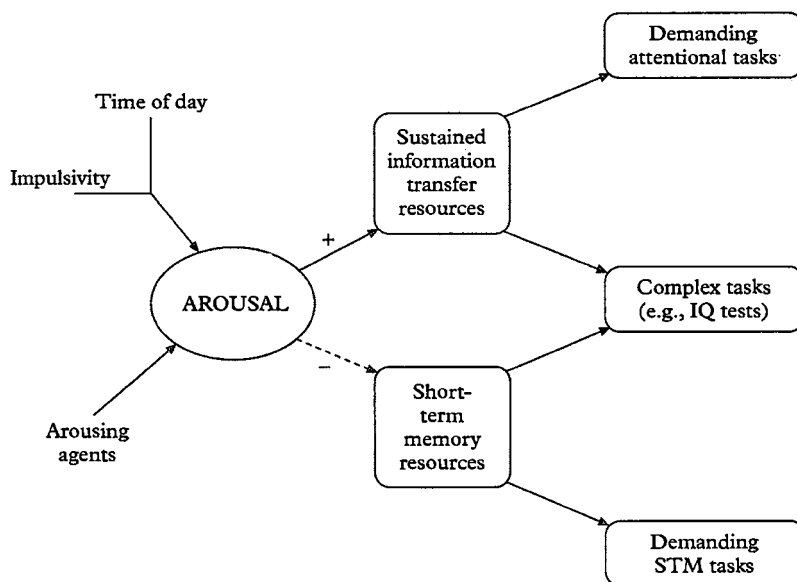 Demanding
attentional tasks
Time of day
Impulsivity
Sustained
information
transfer
resources
+
AROUSAL
Complex tasks
(e.g., IQ tests)
–
Short-
term
memory
resources
Arousing
agents
Demanding
STM tasks